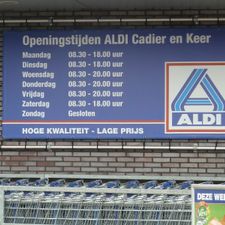 Openingstijden ALDI Cadier en Keer
Maandag 08.30 - 18.00 uur
Dinsdag 08.30 - 18.00 uur
Woensdag 08.30 - 20.00 uur
Donderdag 08.30 - 20.00 uur
Vrijdag 08.30 - 20.00 uur
Zaterdag 08.30 - 18.00 uur
Zondag Gesloten
HOGE KWALITEIT - LAGE PRIJS
ALDI
DEZE WE